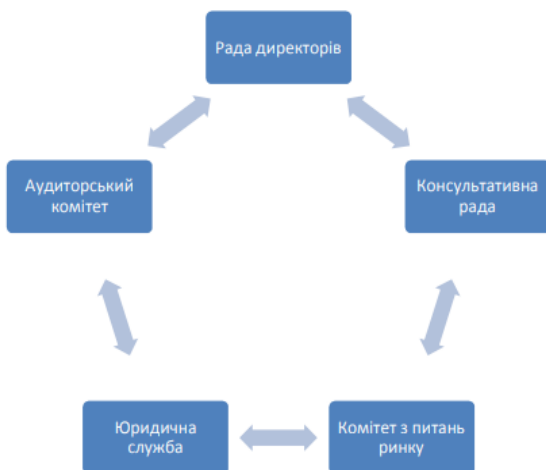 Рада директорів
Аудиторський
комітет
Консультативна
рада
Юридична
служба
Комітет з питань
ринку